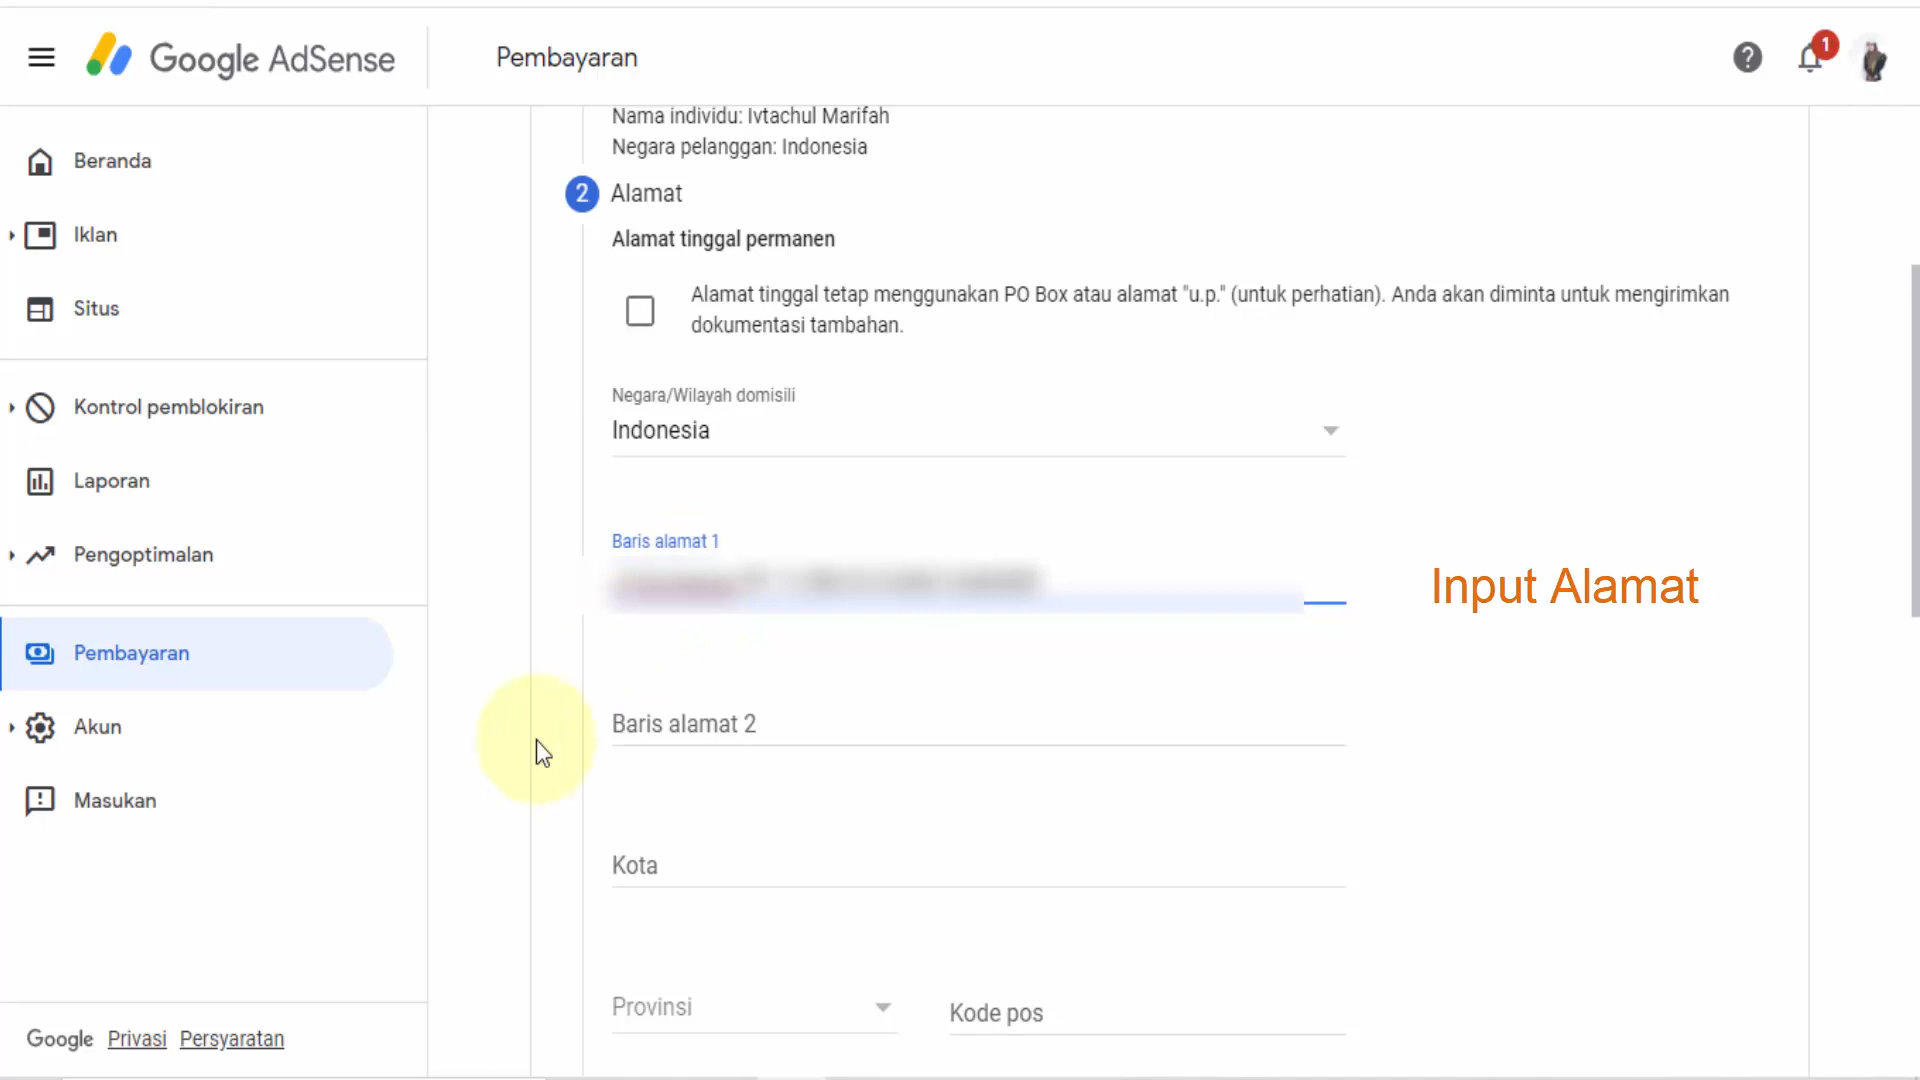 Google AdSense
Pembayaran
1
Nama individu: Ivtachul Marifah
Negara pelanggan: Indonesia
Beranda
Iklan
Situs
Kontrol pemblokiran
Laporan
Pengoptimalan
Pembayaran
Akun
Masukan
Google Privasi Persyaratan
2 Alamat
Alamat tinggal permanen
Alamat tinggal tetap menggunakan PO Box atau alamat "u.p." (untuk perhatian). Anda akan diminta untuk mengirimkan
dokumentasi tambahan.
Negara/Wilayah domisili
Indonesia
Baris alamat 1
Input Alamat
Baris alamat 2
Kota
Provinsi
Kode pos